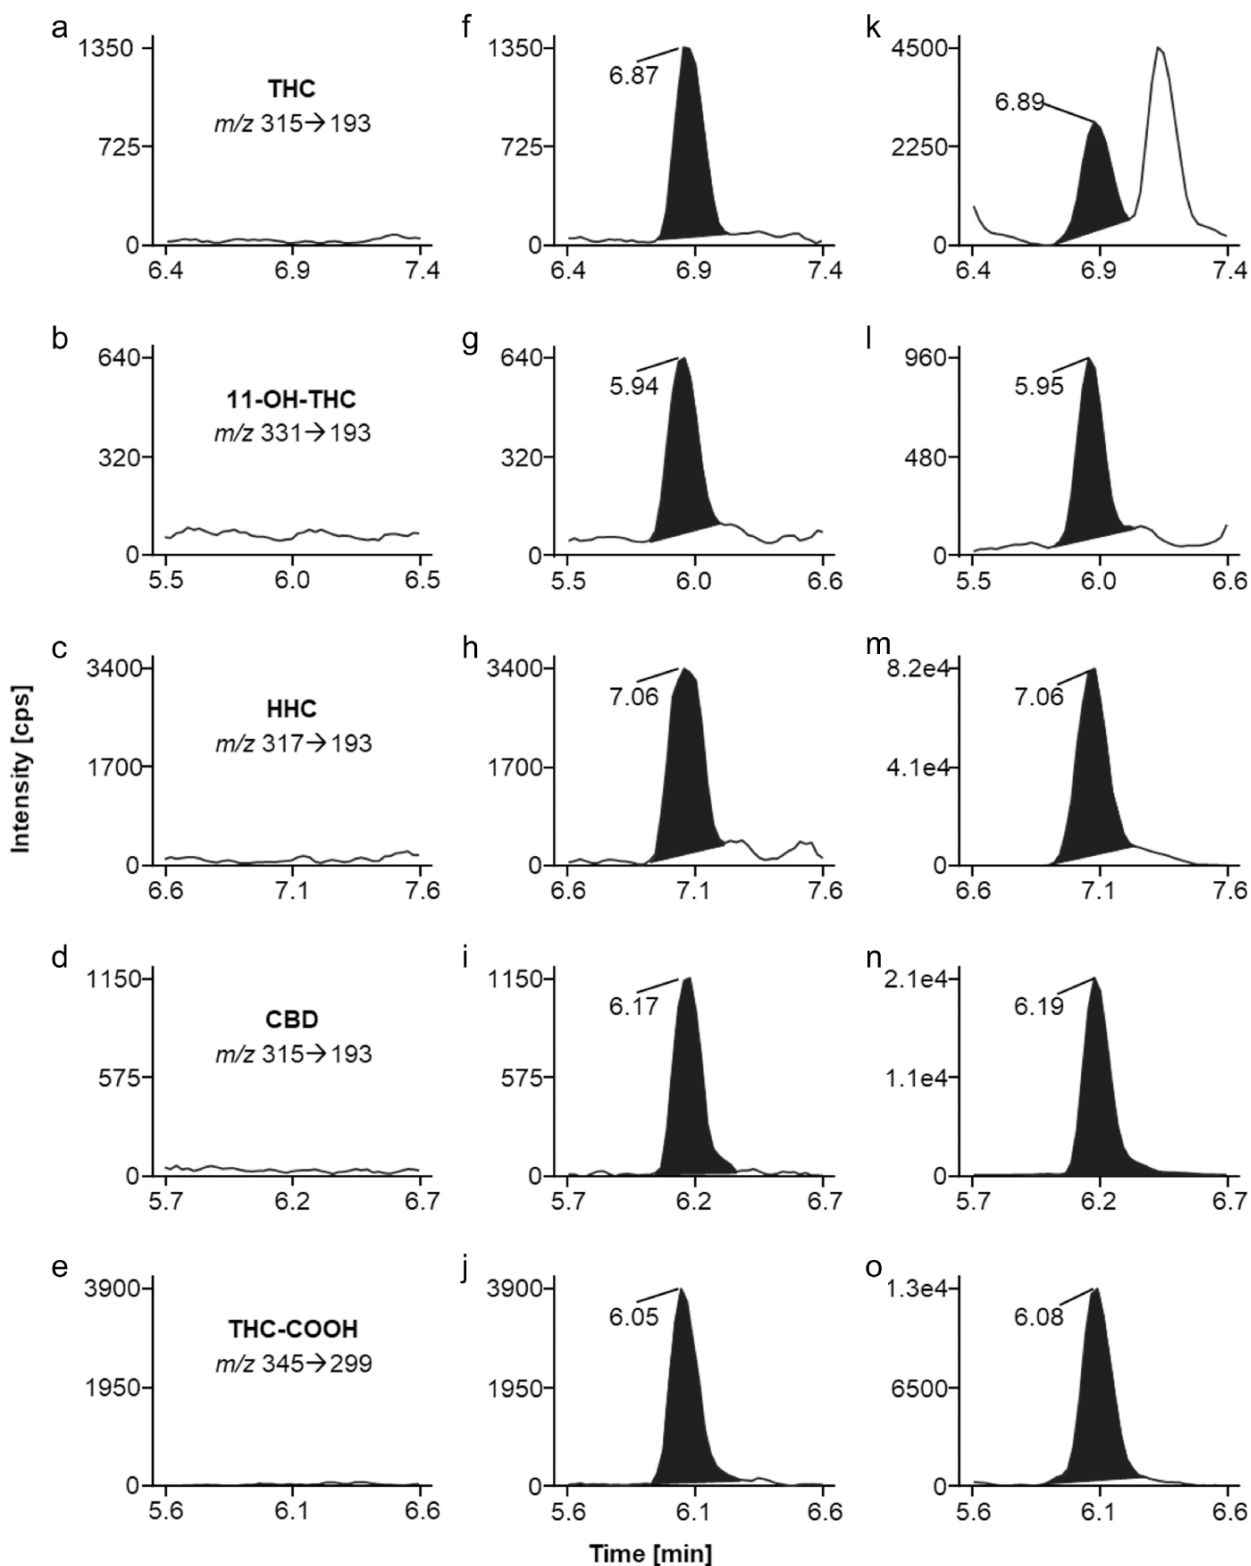 a
1350
725
0
THC
m/z 315→193
6.4 6.9 7.4
f
1350
725
0
6.87
6.4 6.9 7.4
k
4500
2250
0
6.89
6.4 6.9 7.4
b
640
320
0
11-OH-THC
m/z 331→193
5.5 6.0 6.5
g
640
320
0
5.94
5.5 6.0 6.6
l
960
480
0
5.95
5.5 6.0 6.6
c
3400
1700
0
HHC
m/z 317→193
6.6 7.1 7.6
h
3400
1700
0
7.06
6.6 7.1 7.6
m
8.2e4
4.1e4
0
7.06
6.6 7.1 7.6
d
1150
575
0
CBD
m/z 315→193
5.7 6.2 6.7
i
1150
575
0
6.17
5.7 6.2 6.7
n
2.1e4
1.1e4
0
6.19
5.7 6.2 6.7
e
3900
1950
0
THC-COOH
m/z 345→299
5.6 6.1 6.6
j
3900
1950
0
6.05
5.6 6.1 6.6
o
1.3e4
6500
0
6.08
5.6 6.1 6.6
Intensity [cps]
Time [min]